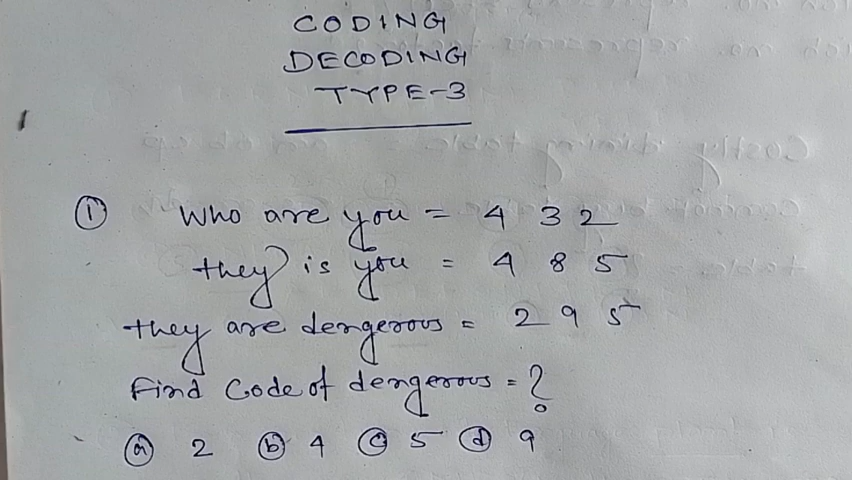 CODING
DECODING
TYPE-3
① Who are you = 4 3 2
they is you = 4 8 5
they are dengerous = 2 9 5
Find Code of dengerous = ?
ⓐ 2 ⓑ 4 ⓒ 5 ⓓ 9